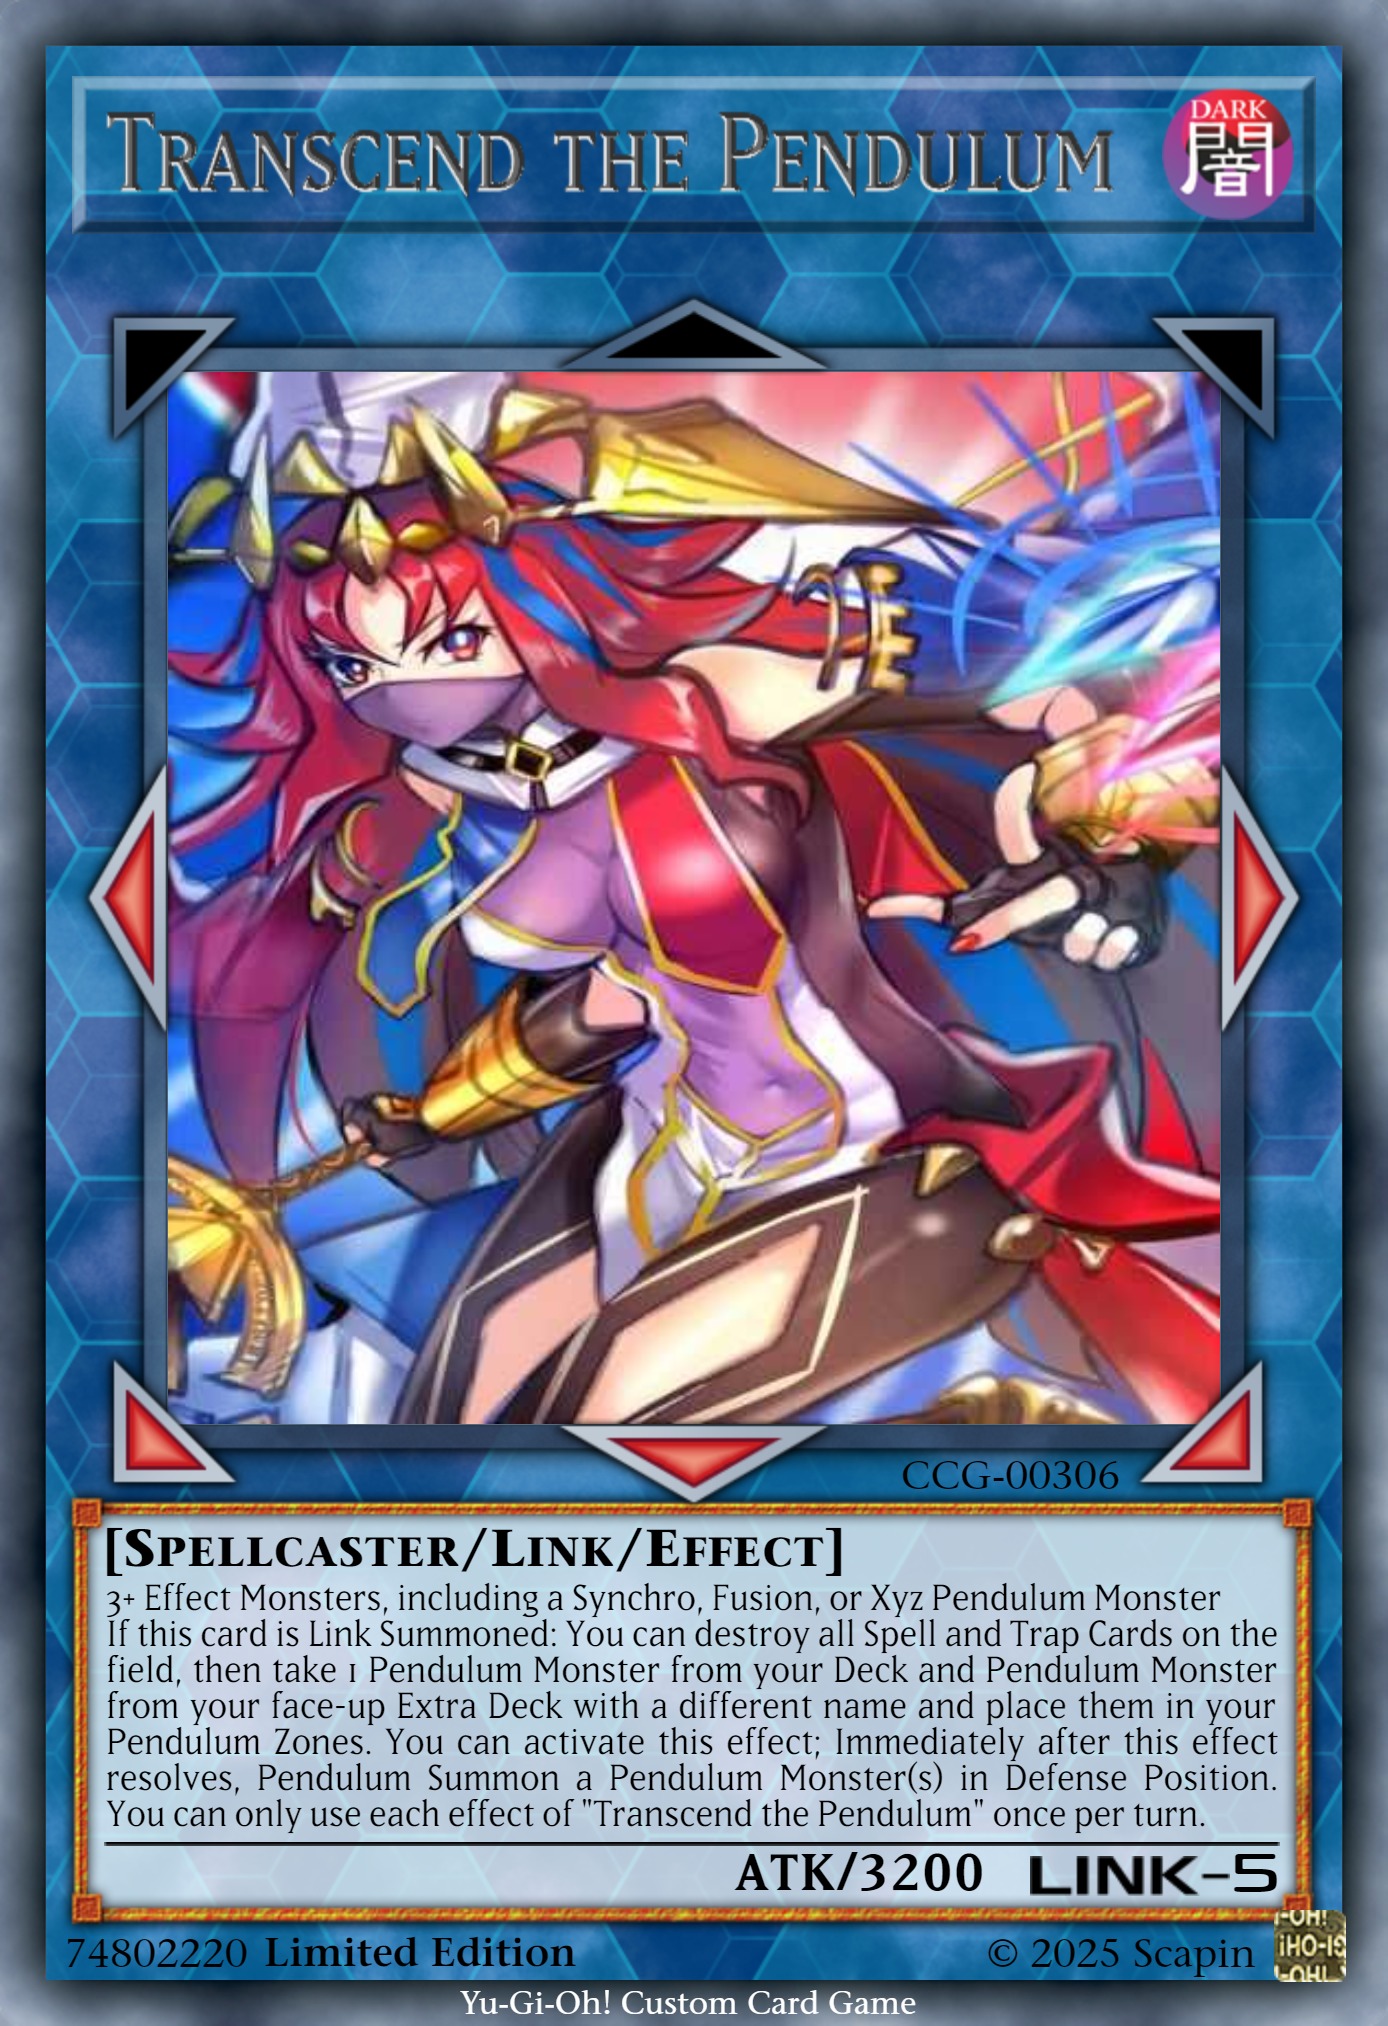 Transcend the Pendulum
DARK
闇
CCG-00306
[Spellcaster/Link/Effect]
3+ Effect Monsters, including a Synchro, Fusion, or Xyz Pendulum Monster
If this card is Link Summoned: You can destroy all Spell and Trap Cards on the
field, then take 1 Pendulum Monster from your Deck and Pendulum Monster
from your face-up Extra Deck with a different name and place them in your
Pendulum Zones. You can activate this effect; Immediately after this effect
resolves, Pendulum Summon a Pendulum Monster(s) in Defense Position.
You can only use each effect of "Transcend the Pendulum" once per turn.
ATK/3200 LINK-5
74802220 Limited Edition
© 2025 Scapin
Yu-Gi-Oh! Custom Card Game